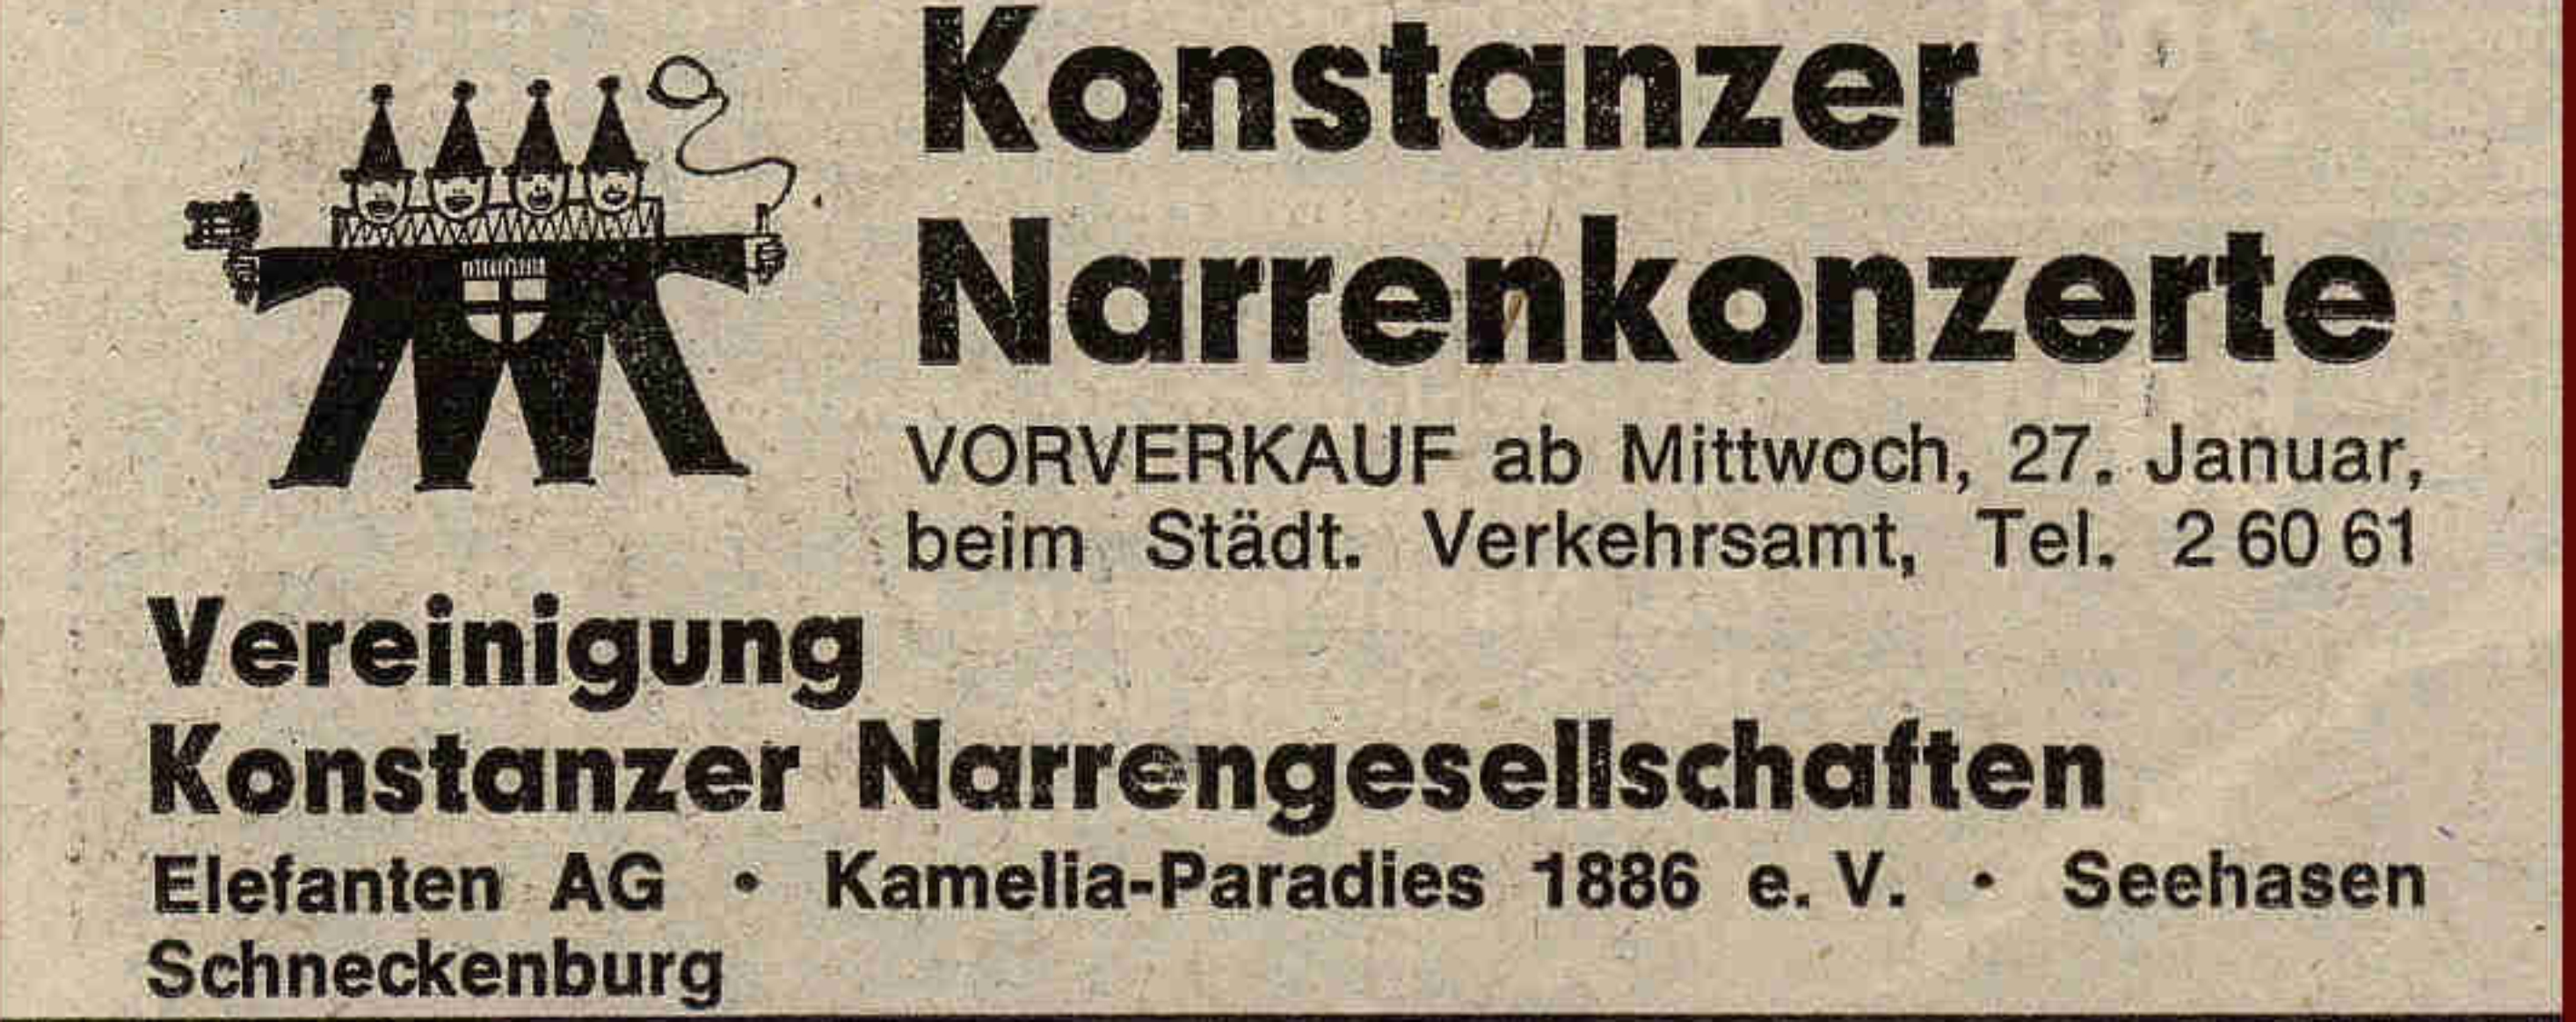 Konstanzer
Narrenkonzerte
VORVERKAUF ab Mittwoch, 27. Januar,
beim Städt. Verkehrsamt, Tel. 2 60 61
Vereinigung
Konstanzer Narrengesellschaften
Elefanten AG • Kamelia-Paradies 1886 e. V. • Seehasen
Schneckenburg